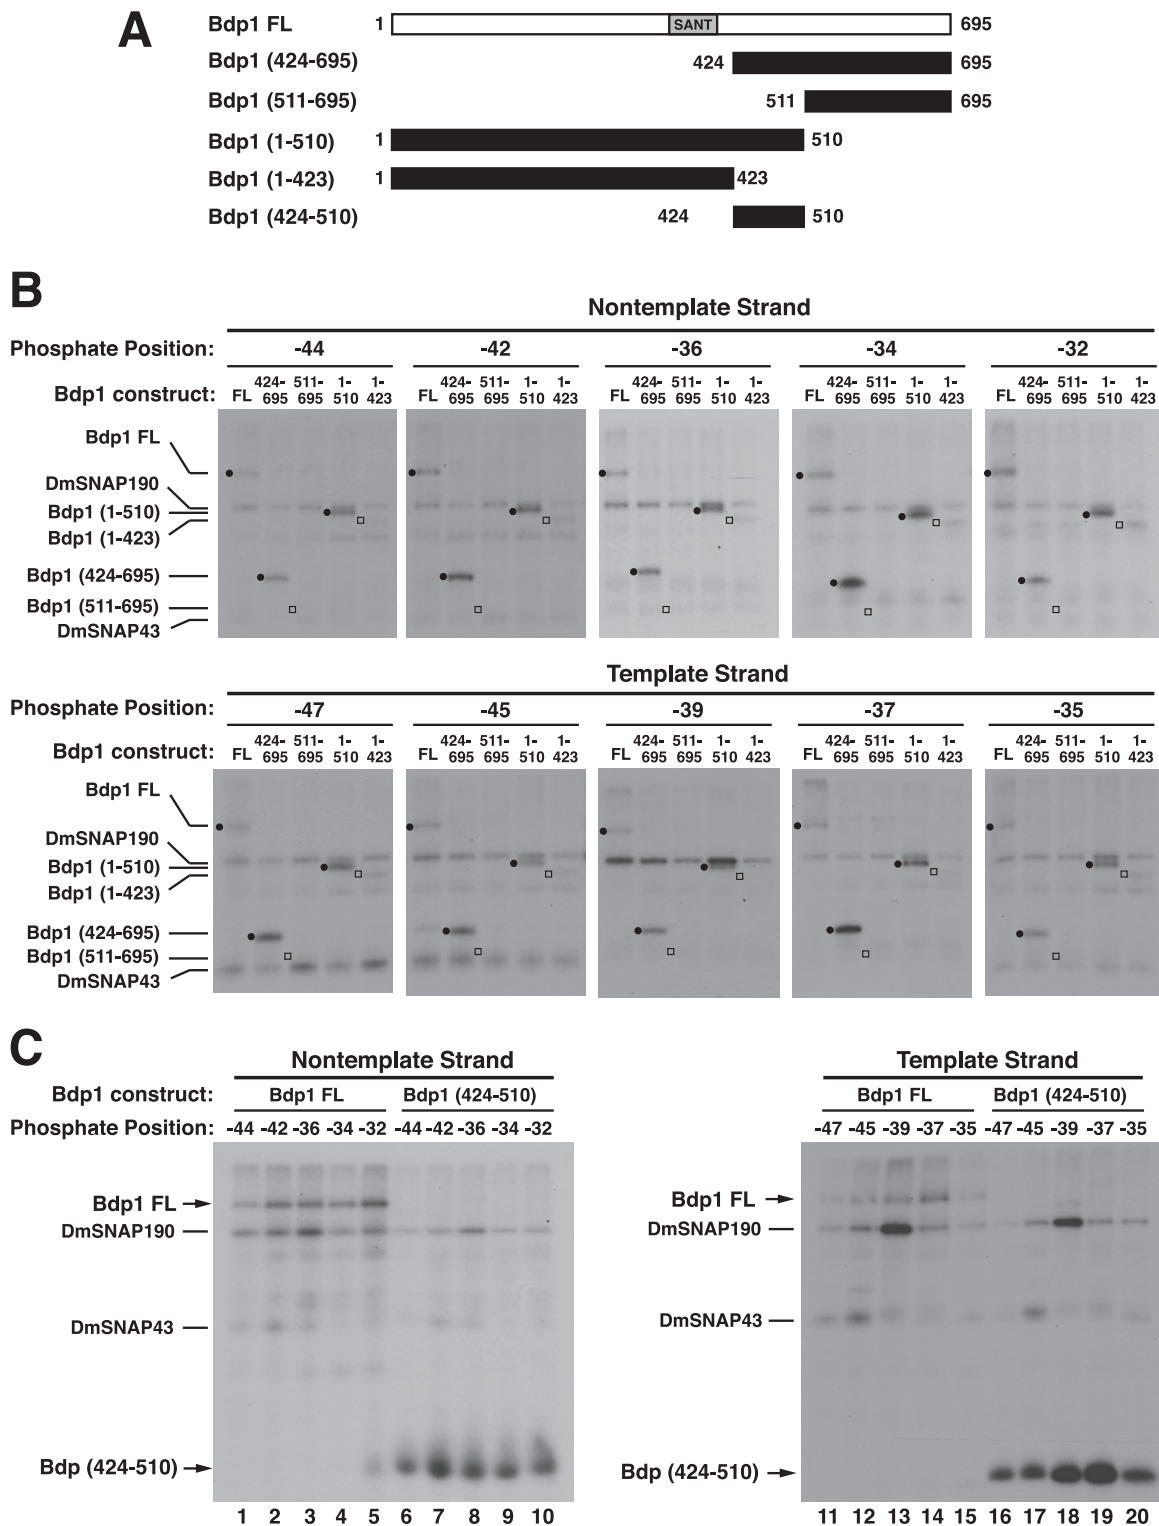 A
Bdp1 FL 1 SANT 695
Bdp1 (424-695) 424 695
Bdp1 (511-695) 511 695
Bdp1 (1-510) 1 510
Bdp1 (1-423) 1 423
Bdp1 (424-510) 424 510
B
Nontemplate Strand
Phosphate Position: -44 -42 -36 -34 -32
Bdp1 construct: FL 424-695 511-695 1-510 1-423 FL 424-695 511-695 1-510 1-423 FL 424-695 511-695 1-510 1-423 FL 424-695 511-695 1-510 1-423 FL 424-695 511-695 1-510 1-423
Bdp1 FL
DmSNAP190
Bdp1 (1-510)
Bdp1 (1-423)
Bdp1 (424-695)
Bdp1 (511-695)
DmSNAP43
Template Strand
Phosphate Position: -47 -45 -39 -37 -35
Bdp1 construct: FL 424-695 511-695 1-510 1-423 FL 424-695 511-695 1-510 1-423 FL 424-695 511-695 1-510 1-423 FL 424-695 511-695 1-510 1-423 FL 424-695 511-695 1-510 1-423
Bdp1 FL
DmSNAP190
Bdp1 (1-510)
Bdp1 (1-423)
Bdp1 (424-695)
Bdp1 (511-695)
DmSNAP43
C
Nontemplate Strand
Bdp1 construct: Bdp1 FL Bdp1 (424-510)
Phosphate Position: -44 -42 -36 -34 -32 -44 -42 -36 -34 -32
Bdp1 FL
DmSNAP190
DmSNAP43
Bdp (424-510)
1 2 3 4 5 6 7 8 9 10
Template Strand
Bdp1 FL Bdp1 (424-510)
-47 -45 -39 -37 -35 -47 -45 -39 -37 -35
Bdp1 FL
DmSNAP190
DmSNAP43
Bdp (424-510)
11 12 13 14 15 16 17 18 19 20